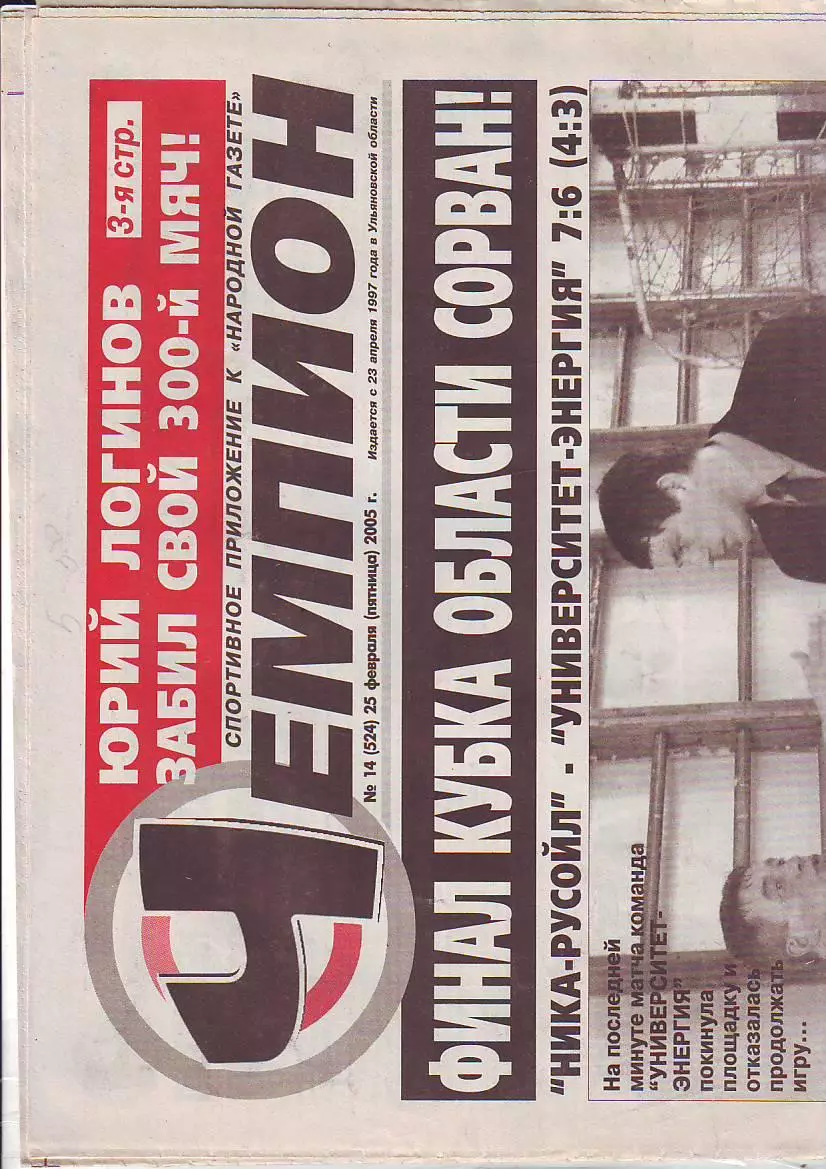 ЮРИЙ ЛОГИНОВ 3-я стр.
ЗАБИЛ СВОЙ 300-Й МЯЧ!
СПОРТИВНОЕ ПРИЛОЖЕНИЕ К «НАРОДНОЙ ГАЗЕТЕ»
ЧЕМПИОН
№ 14 (524) 25 февраля (пятница) 2005 г. Издается с 23 апреля 1997 года в Ульяновской области
ФИНАЛ КУБКА ОБЛАСТИ СОРВАН!
"НИКА-РУСОЙЛ" - "УНИВЕРСИТЕТ-ЭНЕРГИЯ" 7:6 (4:3)
На последней
минуте матча команда
"УНИВЕРСИТЕТ-
ЭНЕРГИЯ"
покинула
площадку и
отказалась
продолжать
игру...